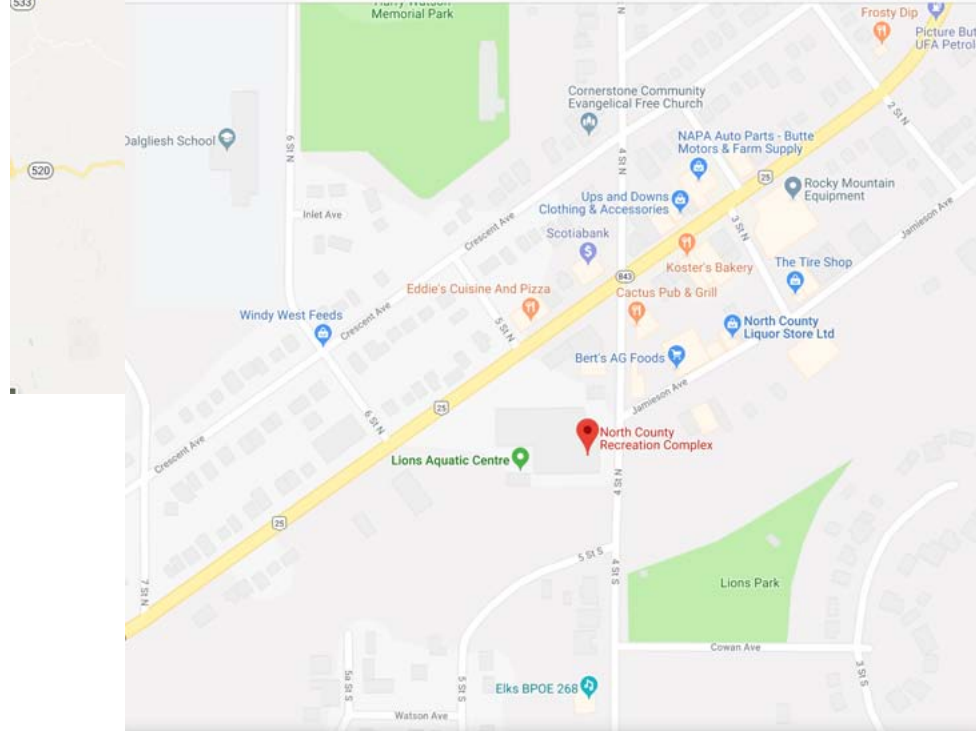 533
520
Harry Watson
Memorial Park
Frosty Dip
Picture But
UFA Petrol
Cornerstone Community
Evangelical Free Church
Dalgliesh School
6 St N
4 St N
N
2 St N
NAPA Auto Parts - Butte
Motors & Farm Supply
25
Rocky Mountain
Equipment
Inlet Ave
Ups and Downs
Clothing & Accessories
Crescent Ave
3 St N
Jamieson Ave
Scotiabank
Koster's Bakery
843
The Tire Shop
Eddie's Cuisine And Pizza
Cactus Pub & Grill
Windy West Feeds
Crescent Ave
5 St N
North County
Liquor Store Ltd
Bert's AG Foods
Jamieson Ave
25
6 St N
Crescent Ave
North County
Recreation Complex
Lions Aquatic Centre
4 St N
25
5 St S
4 St S
7 St N
Lions Park
Cowan Ave
5a St S
5 St S
3 St S
Elks BPOE 268
Watson Ave